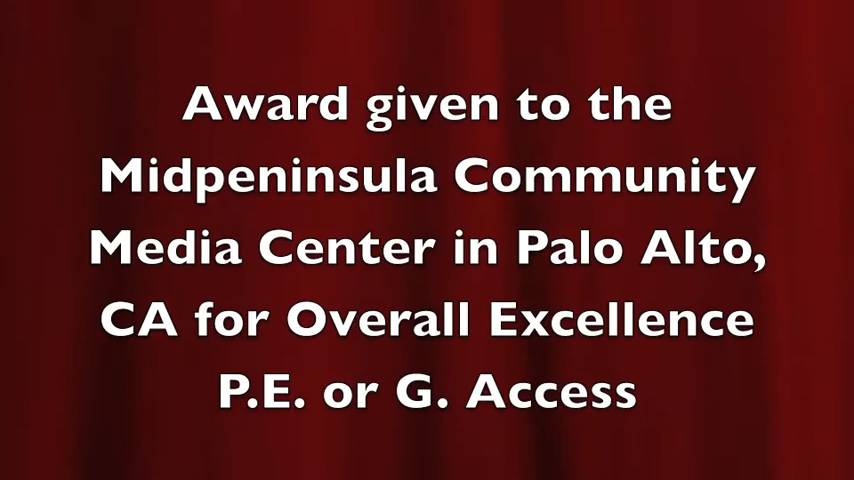 Award given to the
Midpeninsula Community
Media Center in Palo Alto,
CA for Overall Excellence
P.E. or G. Access